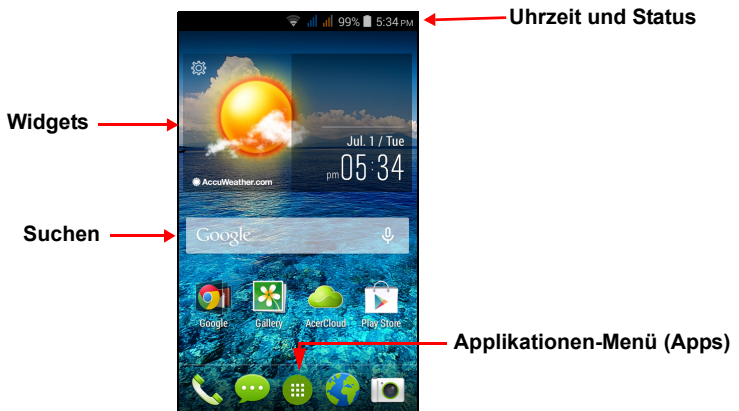 99% 5:34 PM
Uhrzeit und Status
Widgets
Jul. 1 / Tue
pm 05:34
AccuWeather.com
Suchen
Google
Google Gallery AcerCloud Play Store
Applikationen-Menü (Apps)